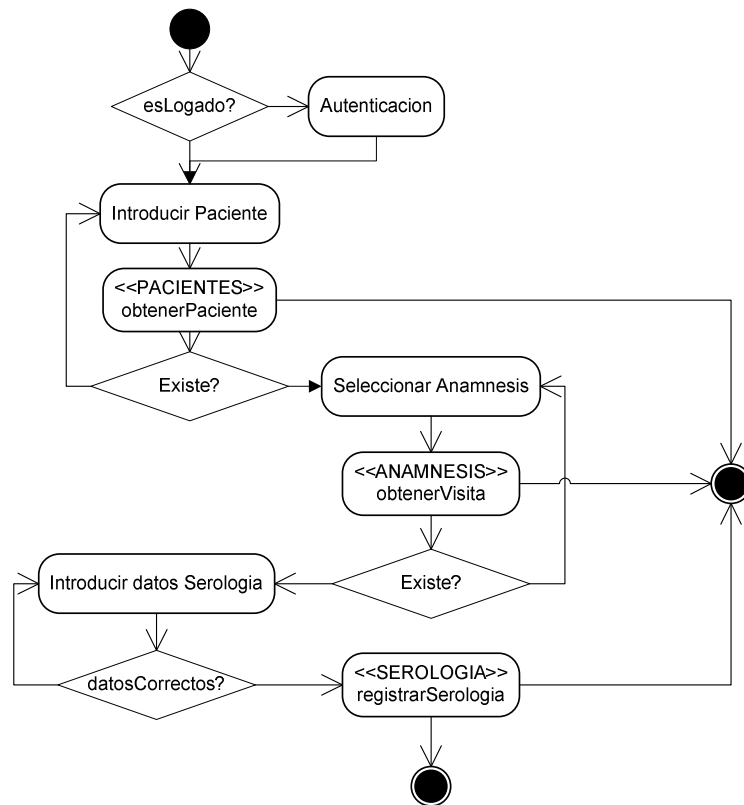 esLogado?
Autenticacion
Introducir Paciente
<<PACIENTES>>
obtenerPaciente
Existe?
Seleccionar Anamnesis
<<ANAMNESIS>>
obtenerVisita
Existe?
Introducir datos Serologia
datosCorrectos?
<<SEROLOGIA>>
registrarSerologia